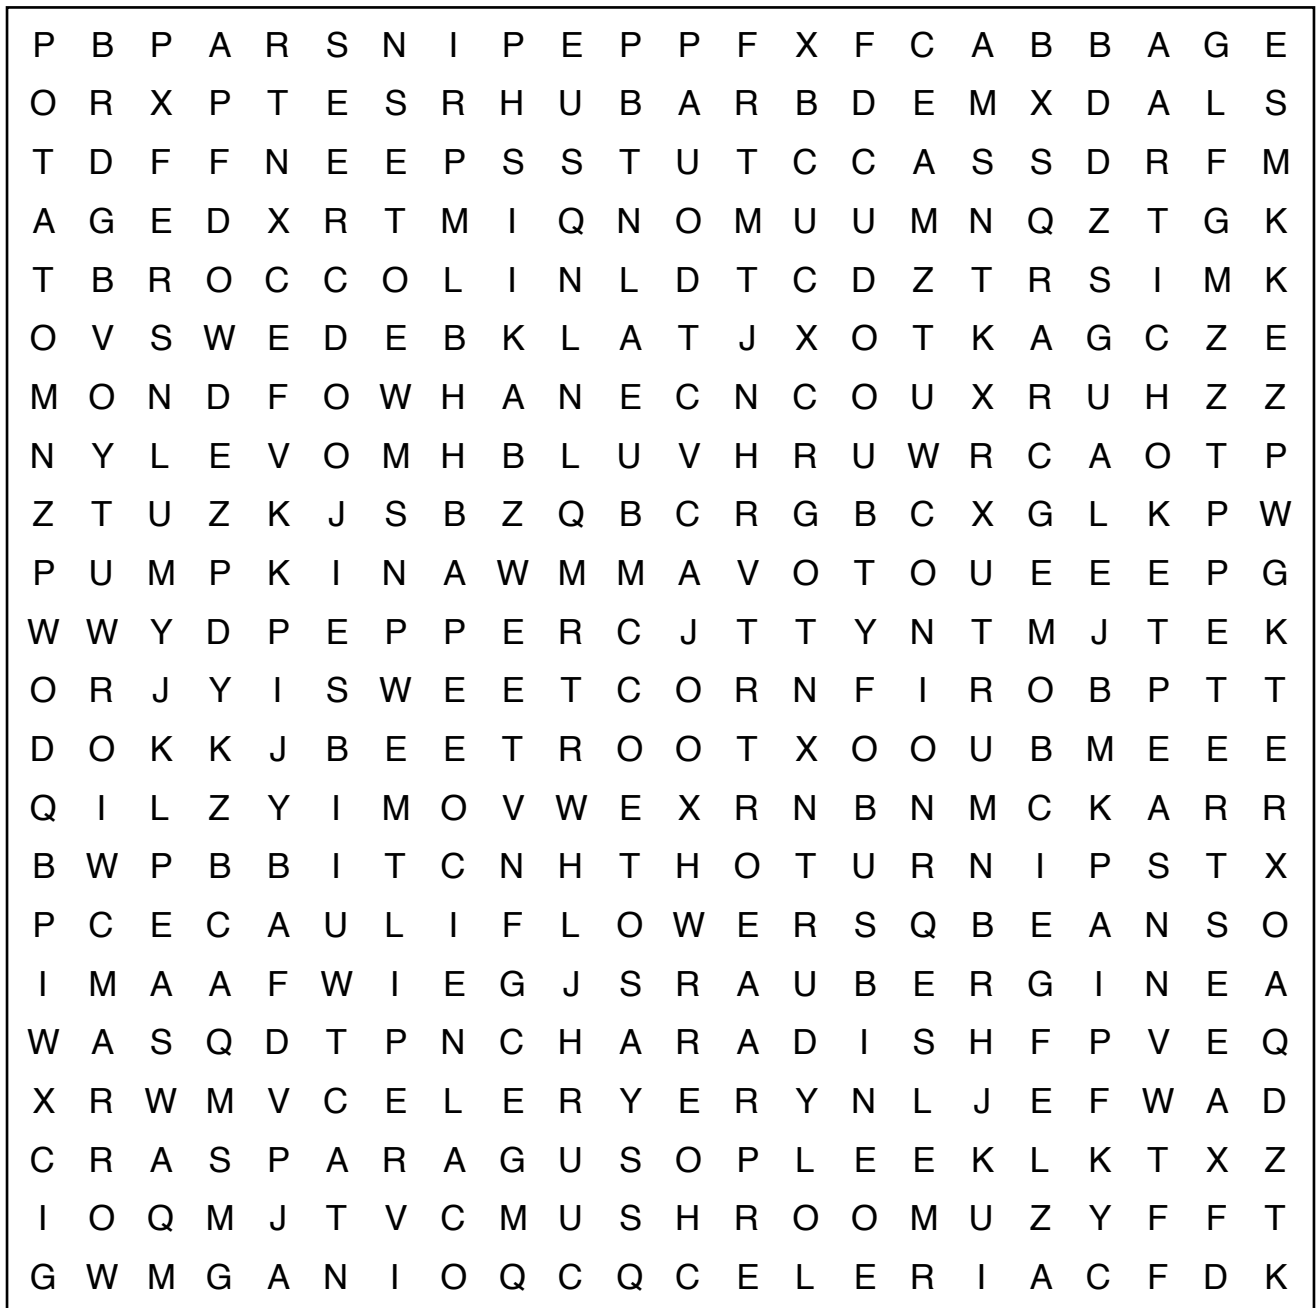 P B P A R S N I P E P P F X F C A B B A G E
O R X P T E S R H U B A R B D E M X D A L S
T D F F N E E P S S T U T C C A S S D R F M
A G E D X R T M I Q N O M U U M N Q Z T G K
T B R O C C O L I N L D T C D Z T R S I M K
O V S W E D E B K L A T J X O T K A G C Z E
M O N D F O W H A N E C N C O U X R U H Z Z
N Y L E V O M H B L U V H R U W R C A O T P
Z T U Z K J S B Z Q B C R G B C X G L K P W
P U M P K I N A W M M A V O T O U E E E P G
W W Y D P E P P E R C J T T Y N T M J T E K
O R J Y I S W E E T C O R N F I R O B P T T
D O K K J B E E T R O O T X O O U B M E E E
Q I L Z Y I M O V W E X R N B N M C K A R R
B W P B B I T C N H T H O T U R N I P S T X
P C E C A U L I F L O W E R S Q B E A N S O
I M A A F W I E G J S R A U B E R G I N E A
W A S Q D T P N C H A R A D I S H F P V E Q
X R W M V C E L E R Y E R Y N L J E F W A D
C R A S P A R A G U S O P L E E K L K T X Z
I O Q M J T V C M U S H R O O M U Z Y F F T
G W M G A N I O Q C Q C E L E R I A C F D K